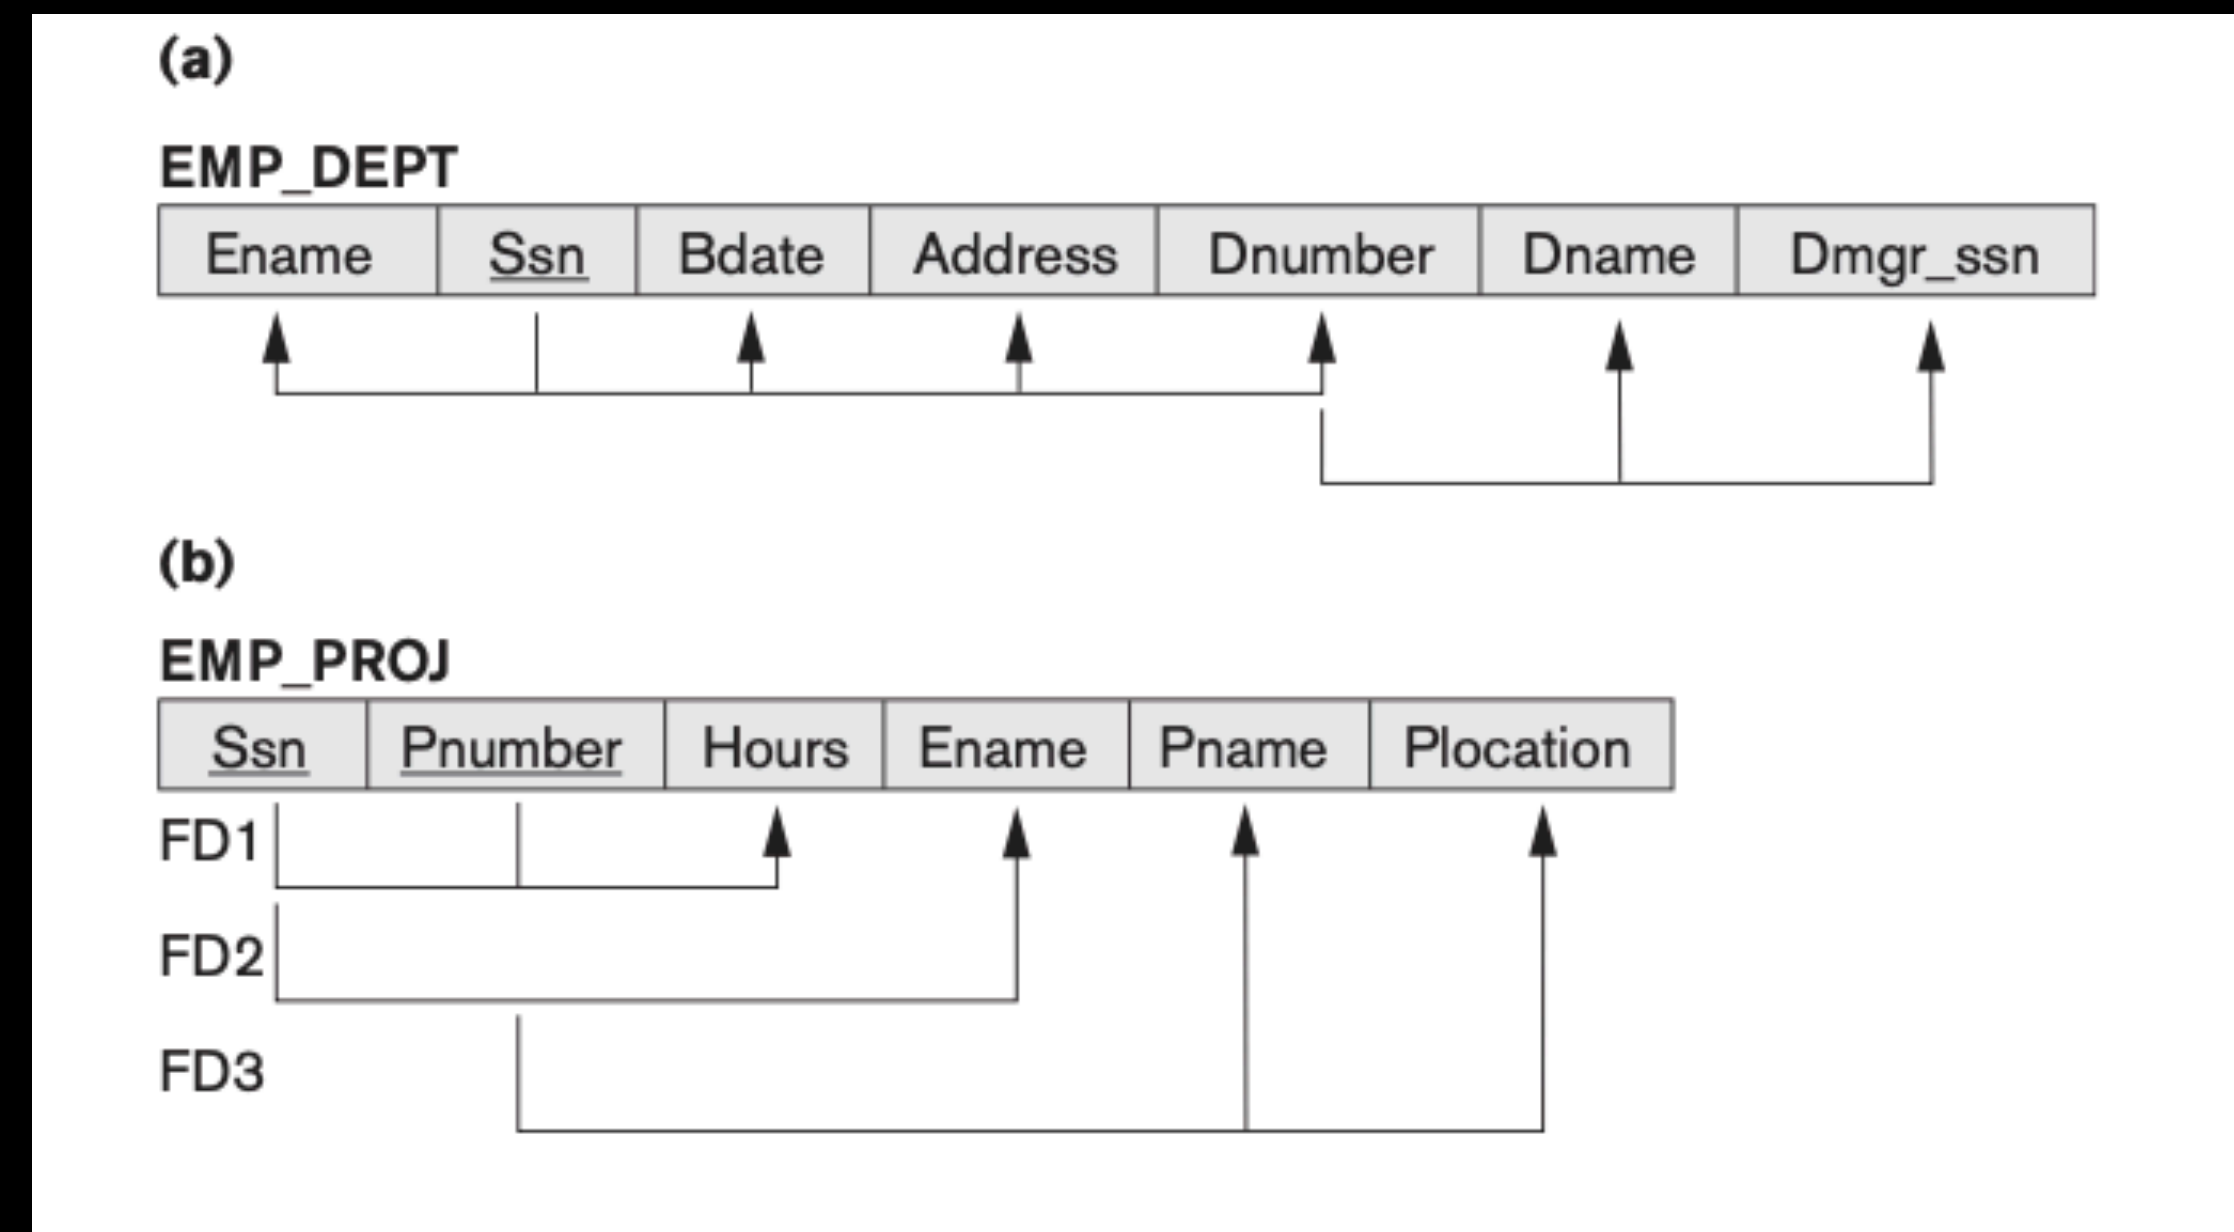 (a)
EMP_DEPT
Ename Ssn Bdate Address Dnumber Dname Dmgr_ssn
(b)
EMP_PROJ
Ssn Pnumber Hours Ename Pname Plocation
FD1
FD2
FD3